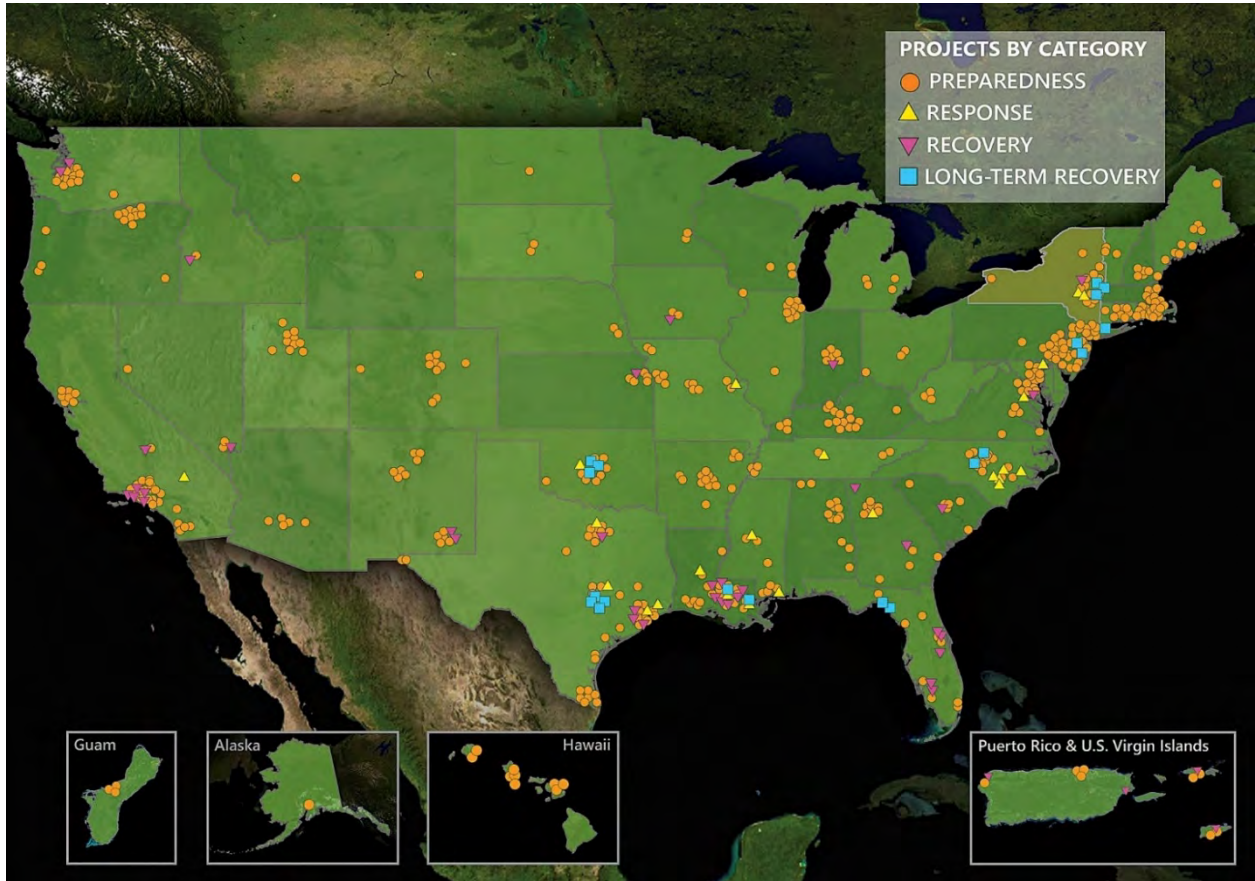 PROJECTS BY CATEGORY
PREPAREDNESS
RESPONSE
RECOVERY
LONG-TERM RECOVERY
Guam
Alaska
Hawaii
Puerto Rico & U.S. Virgin Islands